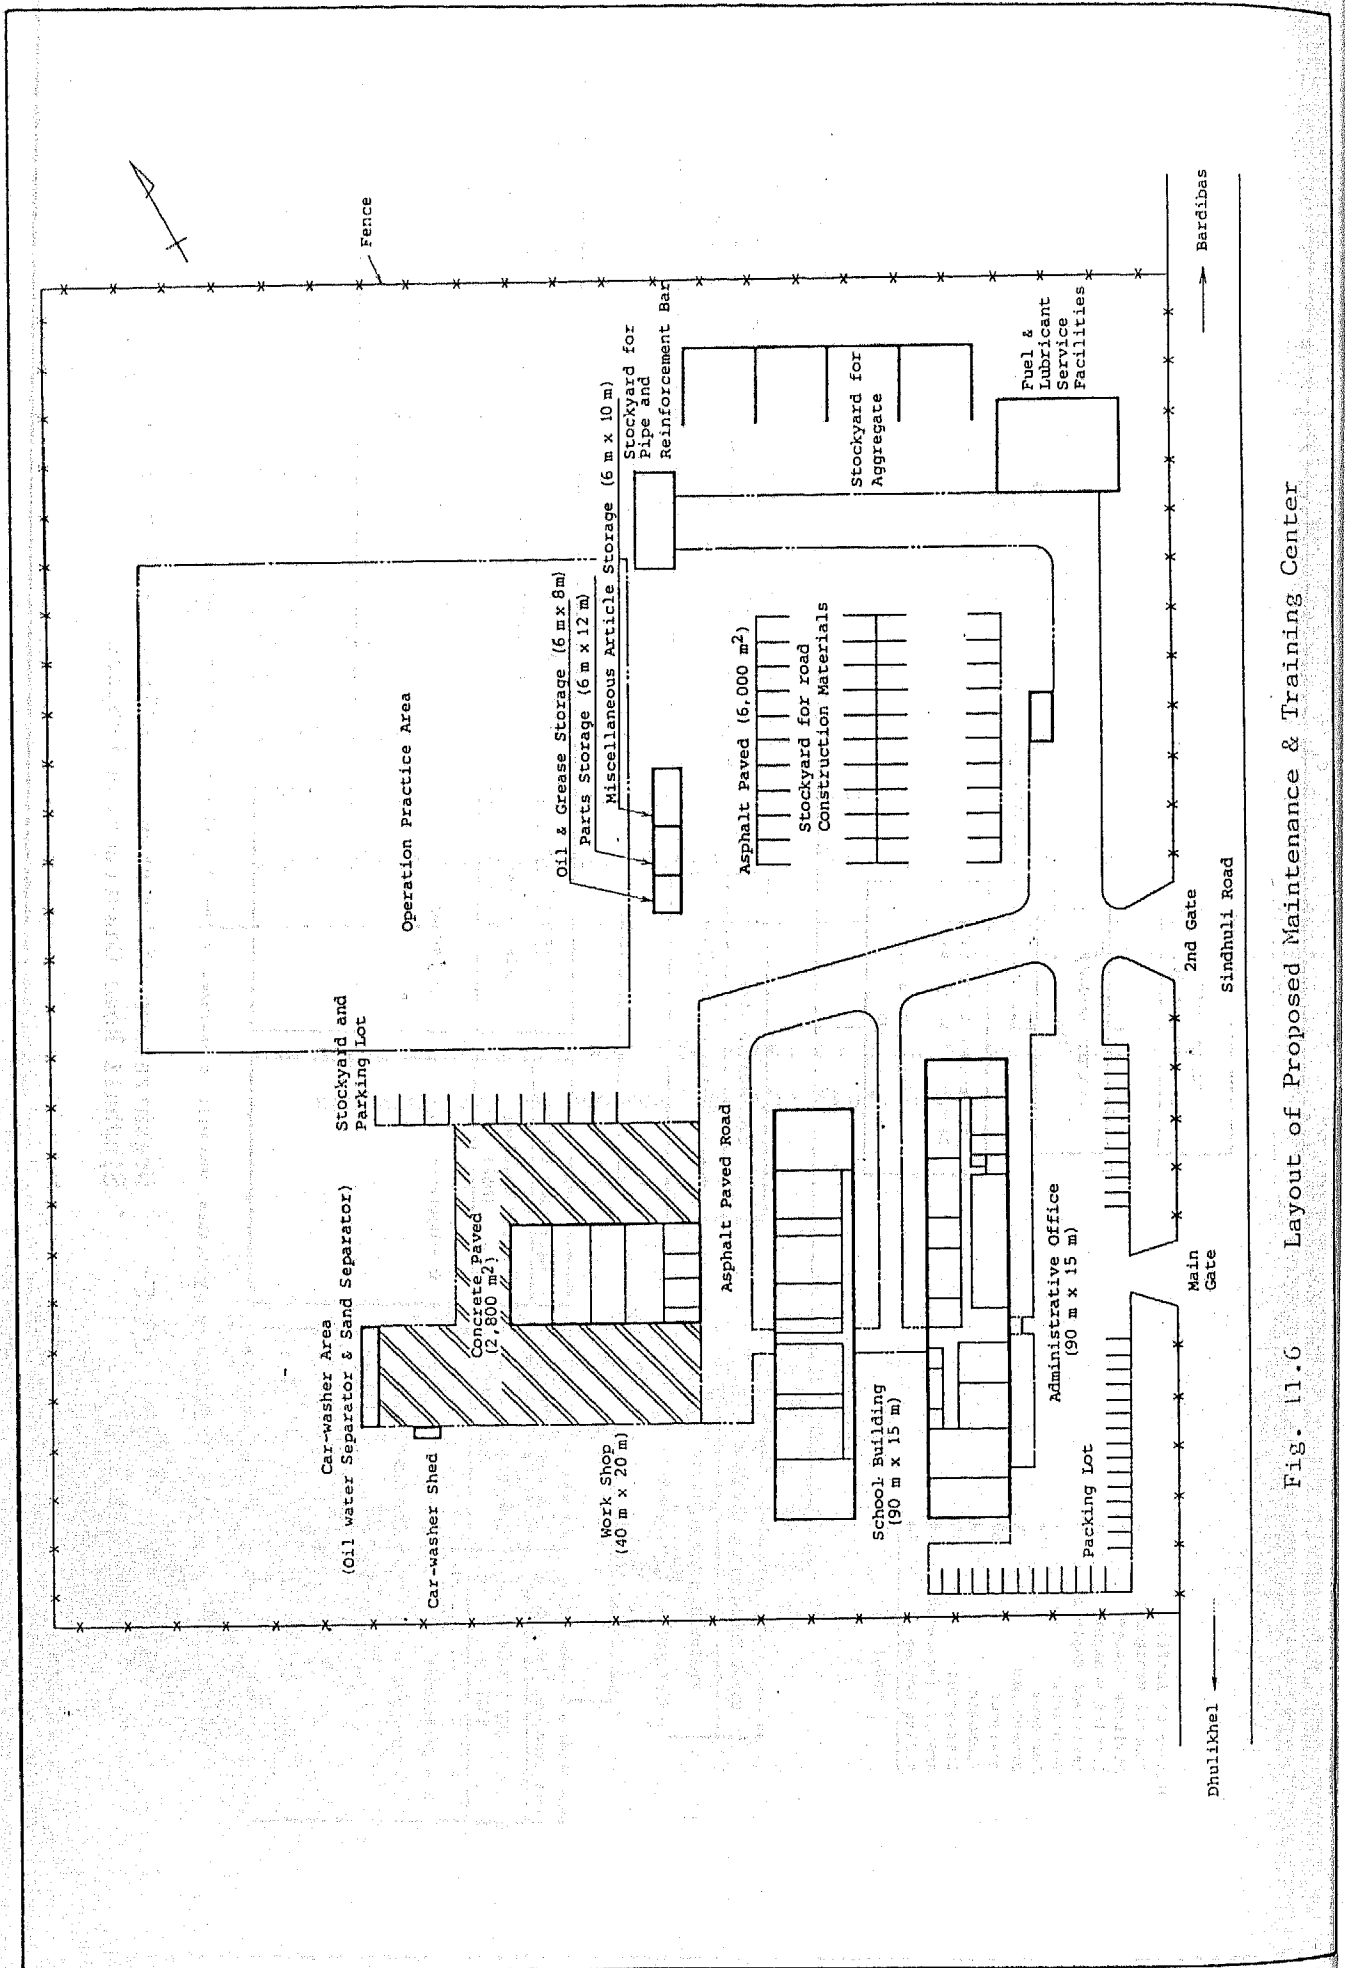 Fence
Stockyard for
Pipe and
Reinforcement Bar
Miscellaneous Article Storage (6 m x 10 m)
Parts Storage (6 m x 12 m)
Oil & Grease Storage (6 m x 8m)
Operation Practice Area
Stockyard for
Aggregate
Fuel &
Lubricant
Service
Facilities
Bardibas
Asphalt Paved (6,000 m²)
Stockyard for road
Construction Materials
Stockyard and
Parking Lot
Car-washer Area
(Oil water Separator & Sand Separator)
Car-washer Shed
Concrete Paved
(2,800 m²)
Work Shop
(40 m x 20 m)
Asphalt Paved Road
School Building
(90 m x 15 m)
Administrative Office
(90 m x 15 m)
Packing Lot
Main
Gate
2nd Gate
Sindhuli Road
Dhulikhel
Fig. 11.6 Layout of Proposed Maintenance & Training Center